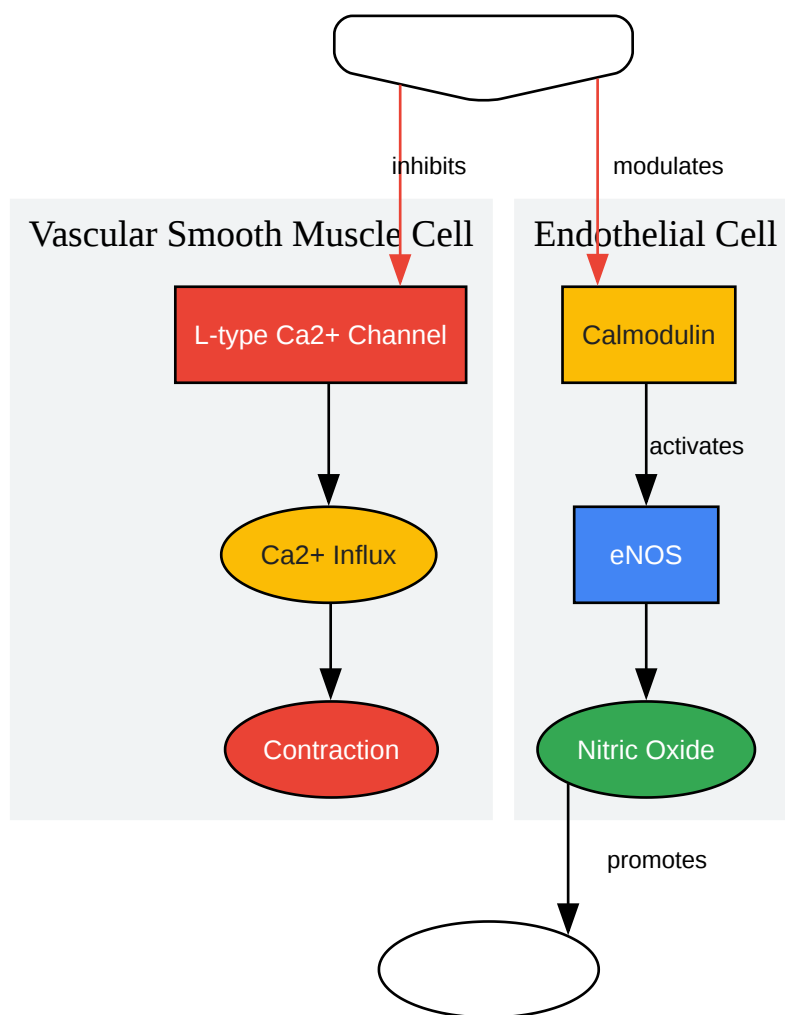 inhibits
modulates
Vascular Smooth Muscle Cell
Endothelial Cell
L-type Ca2+ Channel
Calmodulin
activates
Ca2+ Influx
eNOS
Contraction
Nitric Oxide
promotes